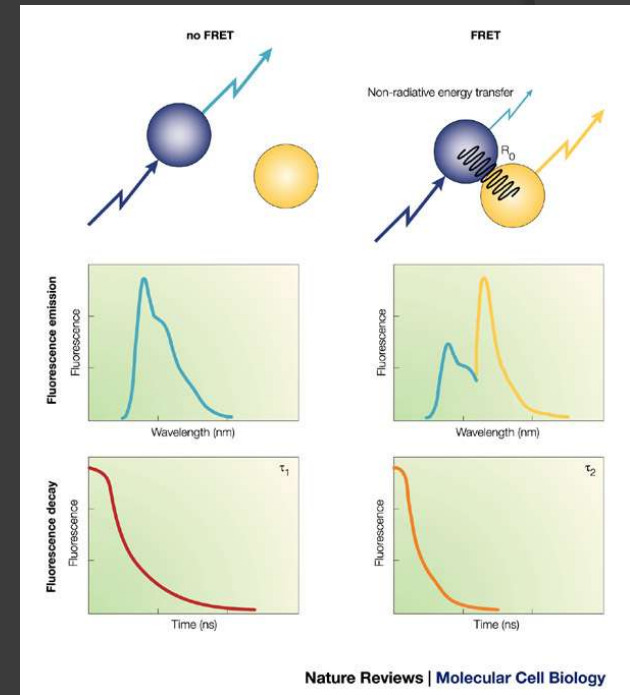 no FRET
FRET
Non-radiative energy transfer
R0
Fluorescence emission
Fluorescence
Wavelength (nm)
Fluorescence
Wavelength (nm)
Fluorescence decay
Fluorescence
τ1
Time (ns)
Fluorescence
τ2
Time (ns)
Nature Reviews | Molecular Cell Biology